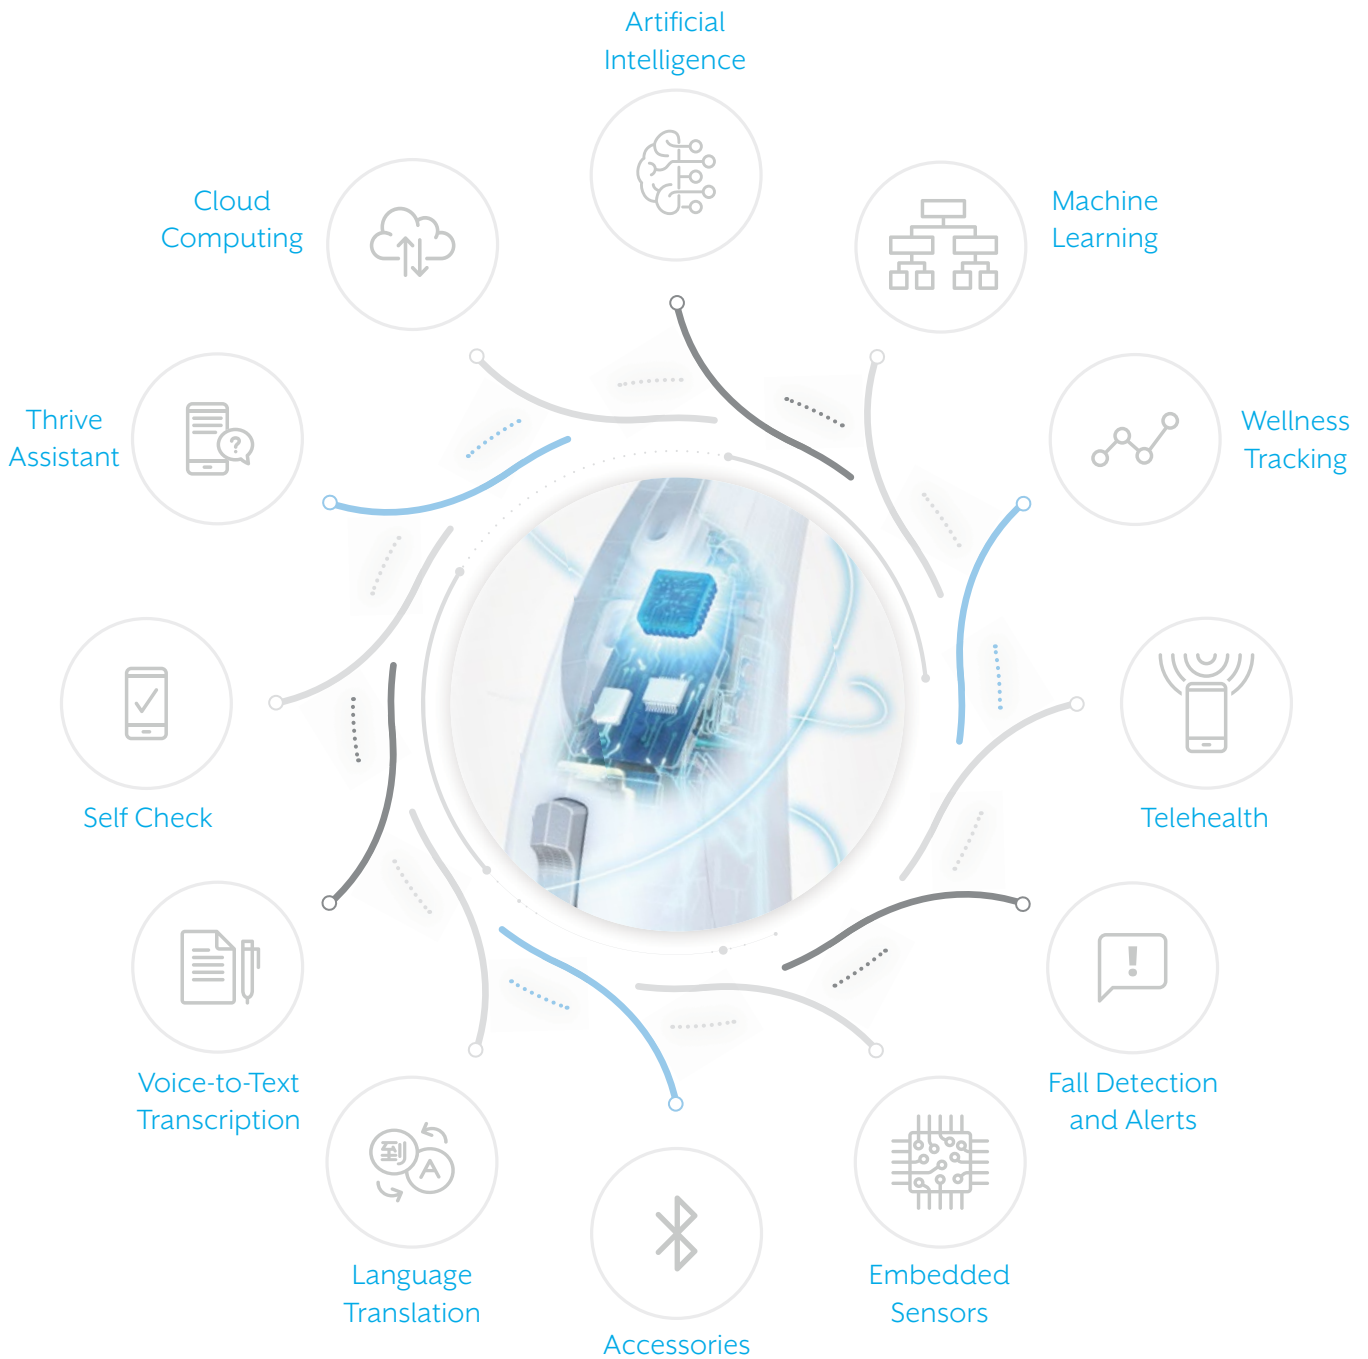 Artificial
Intelligence
Machine
Learning
Wellness
Tracking
Telehealth
Fall Detection
and Alerts
!
Embedded
Sensors
Accessories
Language
Translation
到
A
Voice-to-Text
Transcription
Self Check
Thrive
Assistant
?
Cloud
Computing